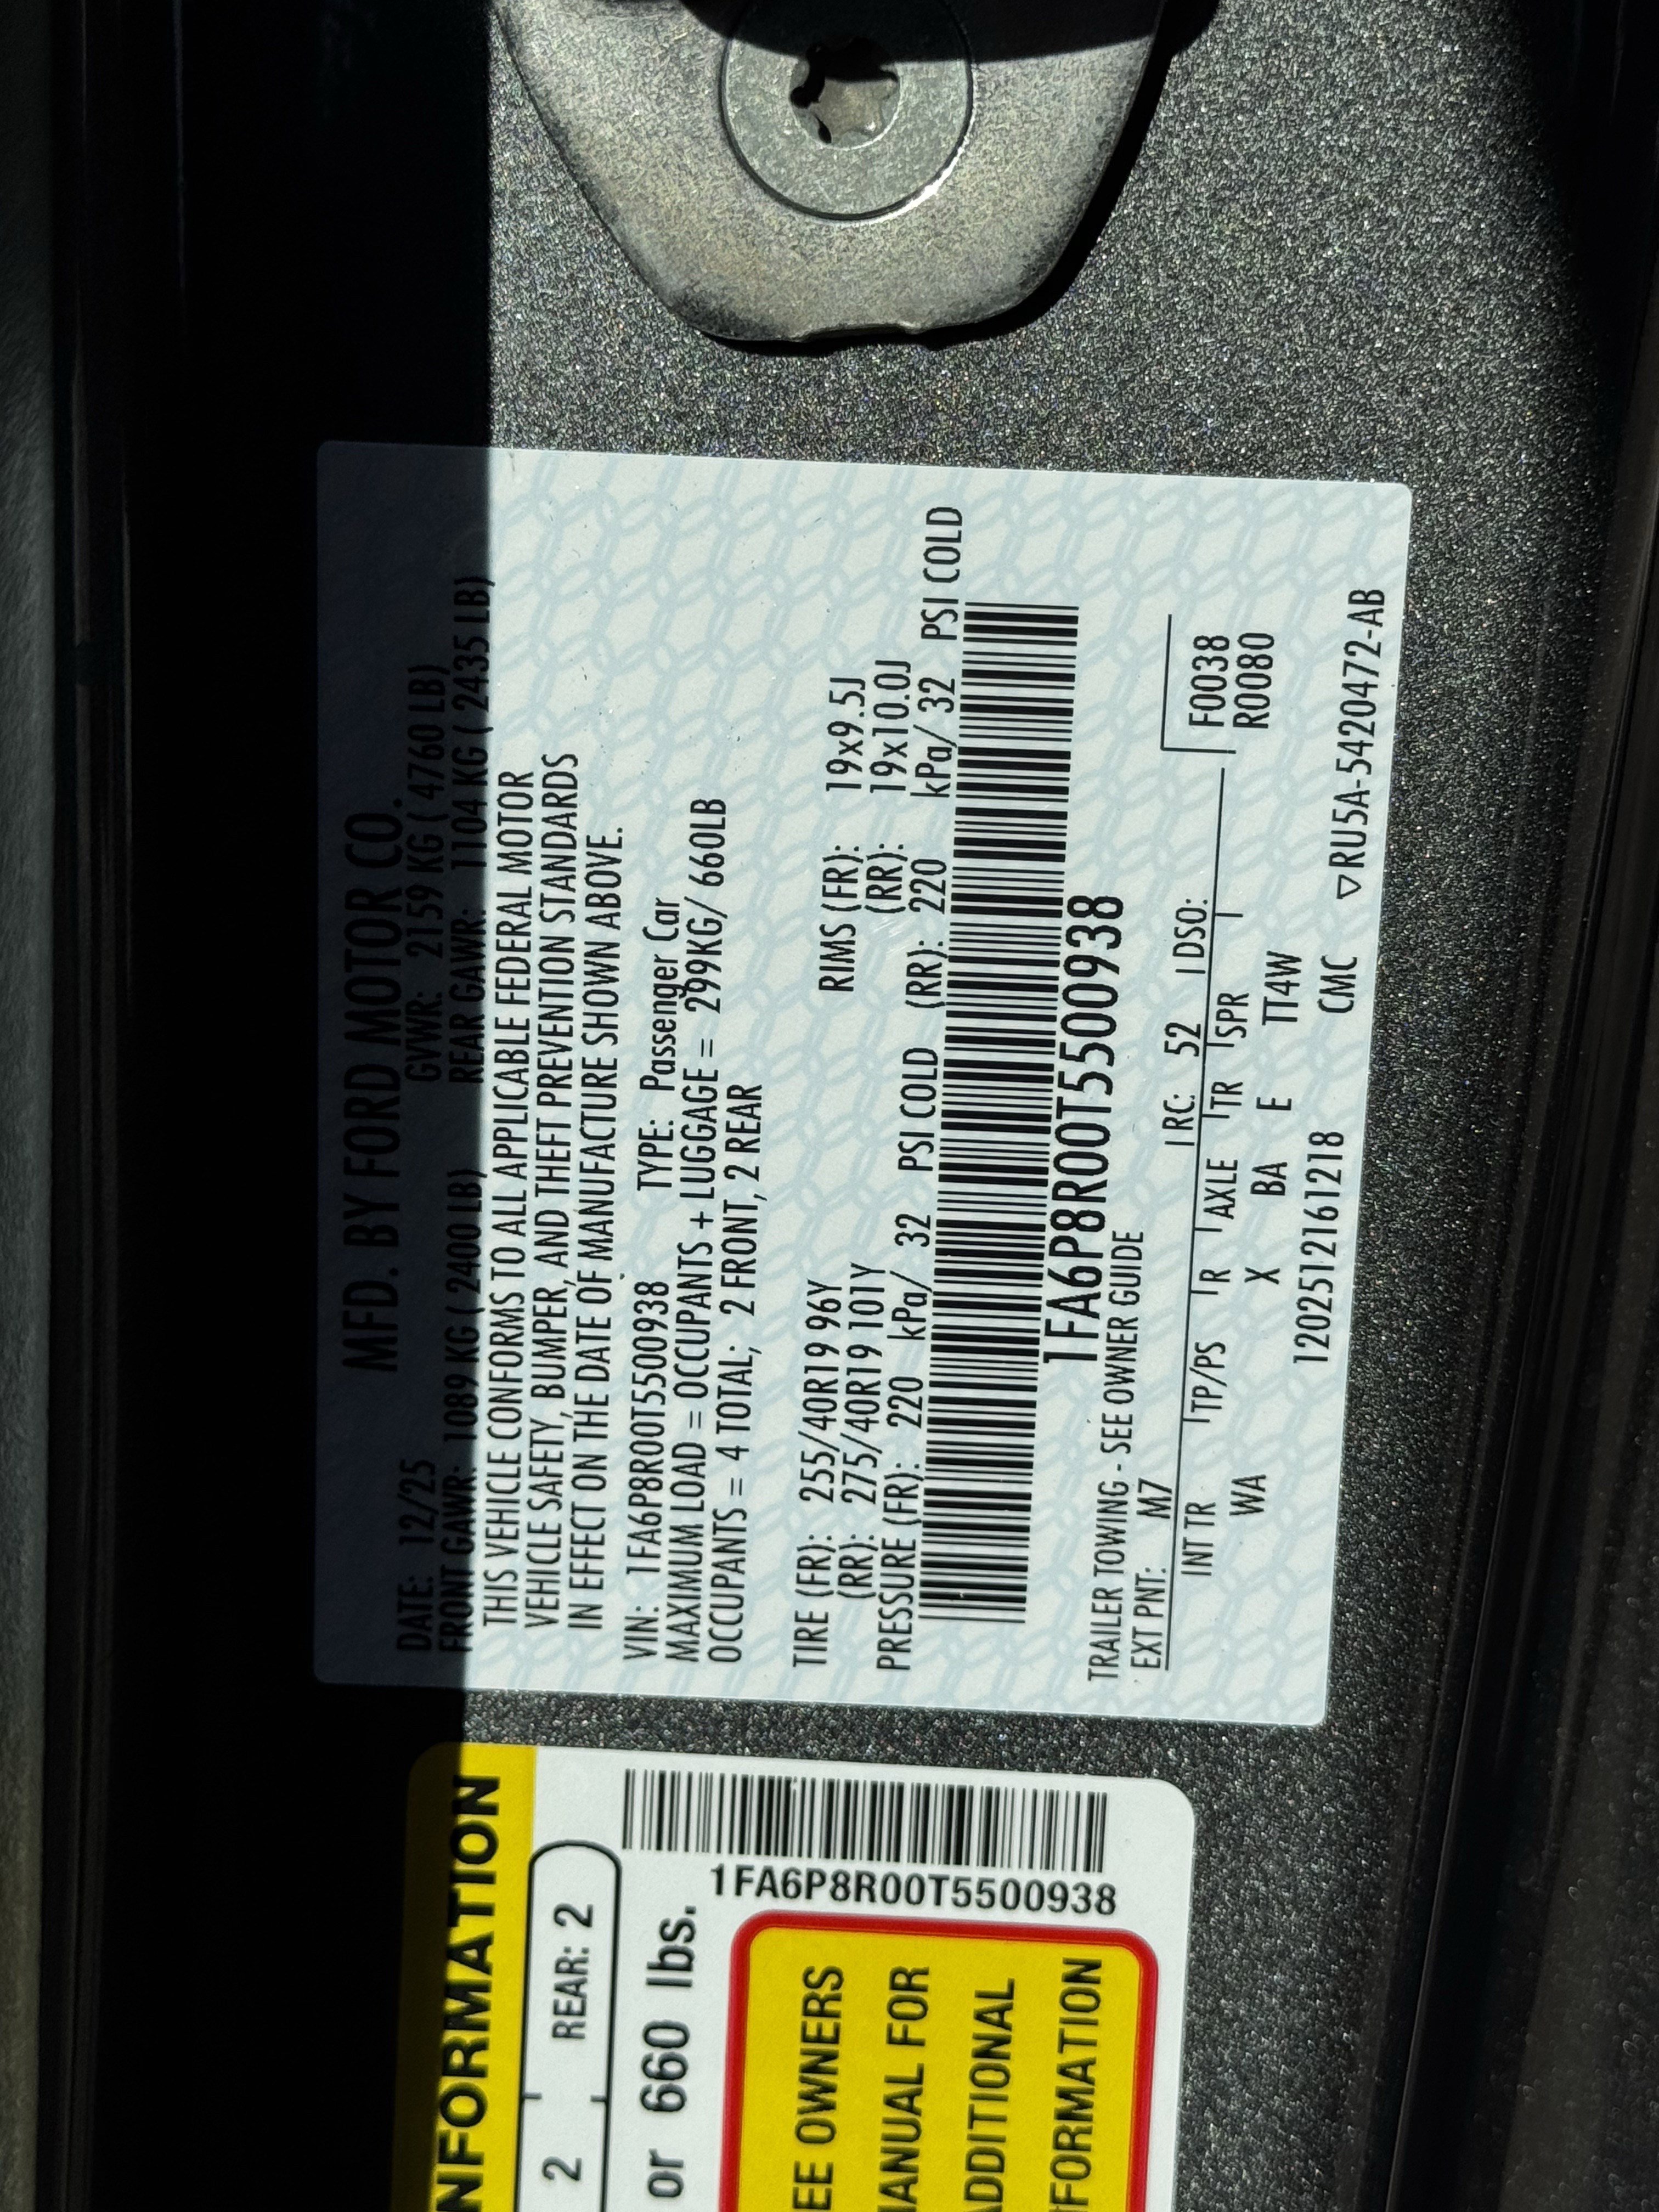 MFD. BY FORD MOTOR CO.
DATE: 12/25 GVWR: 2159 KG ( 4760 LB)
FRONT GAWR: 1089 KG ( 2400 LB) REAR GAWR: 1104 KG ( 2435 LB)
THIS VEHICLE CONFORMS TO ALL APPLICABLE FEDERAL MOTOR
VEHICLE SAFETY, BUMPER, AND THEFT PREVENTION STANDARDS
IN EFFECT ON THE DATE OF MANUFACTURE SHOWN ABOVE.
VIN: 1FA6P8R00T5500938 TYPE: Passenger Car
MAXIMUM LOAD = OCCUPANTS + LUGGAGE = 299KG/ 660LB
OCCUPANTS = 4 TOTAL; 2 FRONT, 2 REAR
TIRE (FR): 255/40R19 96Y RIMS (FR): 19x9.5J
(RR): 275/40R19 101Y (RR): 19x10.0J
PRESSURE (FR): 220 kPa/ 32 PSI COLD (RR): 220 kPa/ 32 PSI COLD
1FA6P8R00T5500938
TRAILER TOWING - SEE OWNER GUIDE
EXT PNT: M7 RC: 52 DSO:
INT TR TP/PS R AXLE TR SPR
WA X BA E TT4W
F0038
R0080
1202512161218 CMC ▽RU5A-5420472-AB
NFORMATION
2 REAR: 2
or 660 lbs.
1FA6P8R00T5500938
EE OWNERS
ANUAL FOR
ADDITIONAL
FORMATION